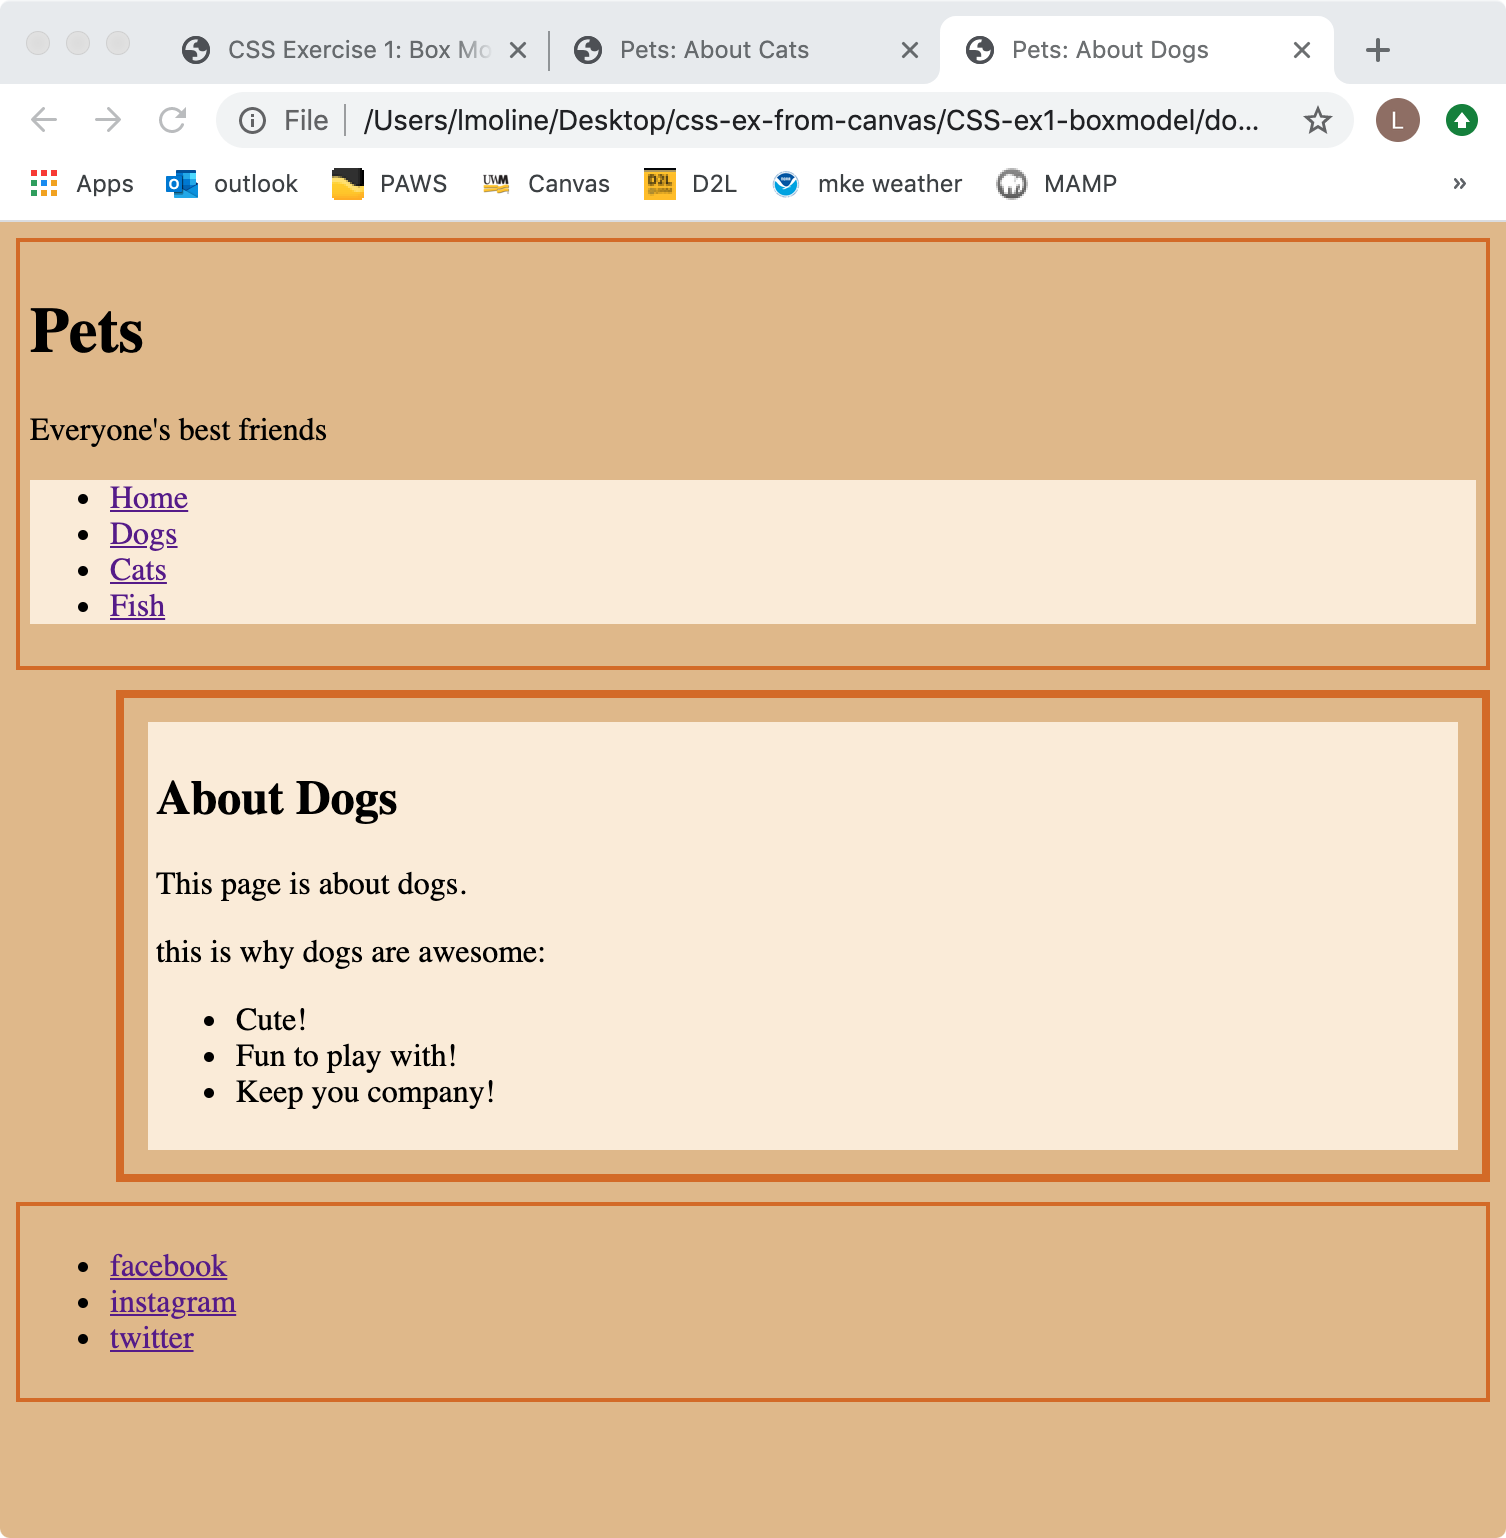 CSS Exercise 1: Box Mo
Pets: About Cats
Pets: About Dogs
File /Users/lmoline/Desktop/css-ex-from-canvas/CSS-ex1-boxmodel/do...
L
Apps outlook PAWS UWM Canvas D2L D2L mke weather MAMP »
Pets
Everyone's best friends
• Home
• Dogs
• Cats
• Fish
About Dogs
This page is about dogs.
this is why dogs are awesome:
• Cute!
• Fun to play with!
• Keep you company!
• facebook
• instagram
• twitter